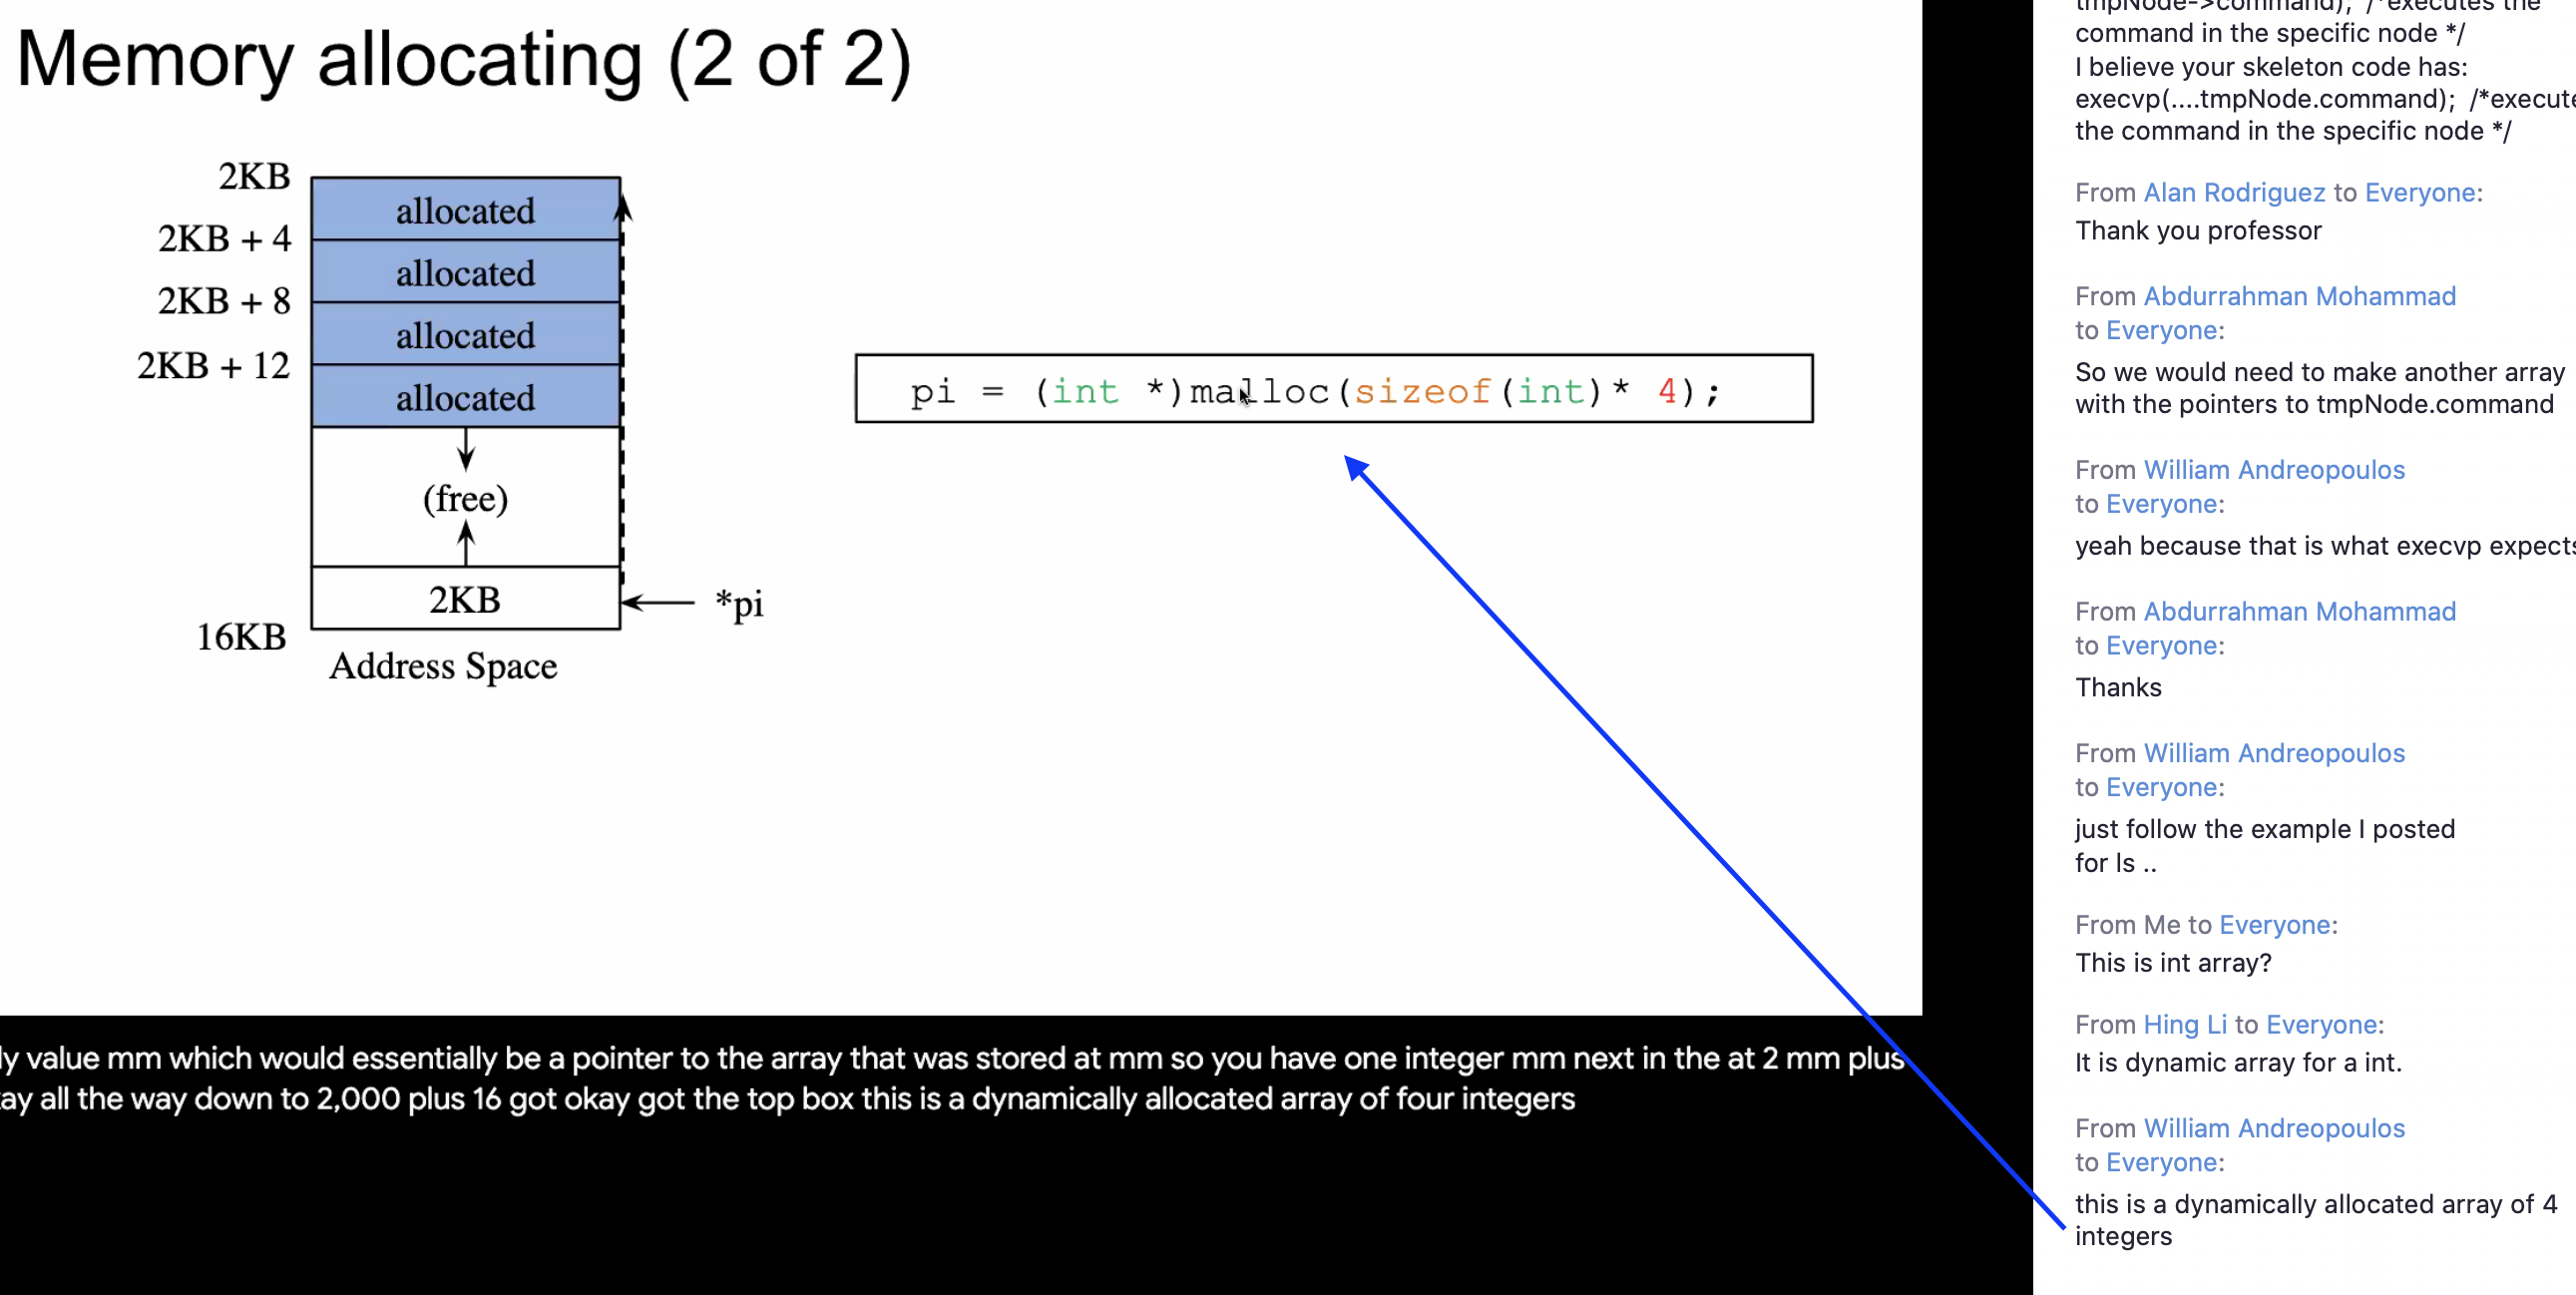 Memory allocating (2 of 2)
2KB
allocated
2KB + 4
allocated
2KB + 8
allocated
2KB + 12
allocated
(free)
2KB
*pi
16KB
Address Space
pi = (int *)malloc(sizeof(int)* 4);
value mm which would essentially be a pointer to the array that was stored at mm so you have one integer mm next in the at 2 mm plus
all the way down to 2,000 plus 16 got okay got the top box this is a dynamically allocated array of four integers
tmpNode->command); /*executes the
command in the specific node */
I believe your skeleton code has:
execvp(....tmpNode.command); /*execute
the command in the specific node */
From Alan Rodriguez to Everyone:
Thank you professor
From Abdurrahman Mohammad
to Everyone:
So we would need to make another array
with the pointers to tmpNode.command
From William Andreopoulos
to Everyone:
yeah because that is what execvp expects
From Abdurrahman Mohammad
to Everyone:
Thanks
From William Andreopoulos
to Everyone:
just follow the example I posted
for ls ..
From Me to Everyone:
This is int array?
From Hing Li to Everyone:
It is dynamic array for a int.
From William Andreopoulos
to Everyone:
this is a dynamically allocated array of 4
integers